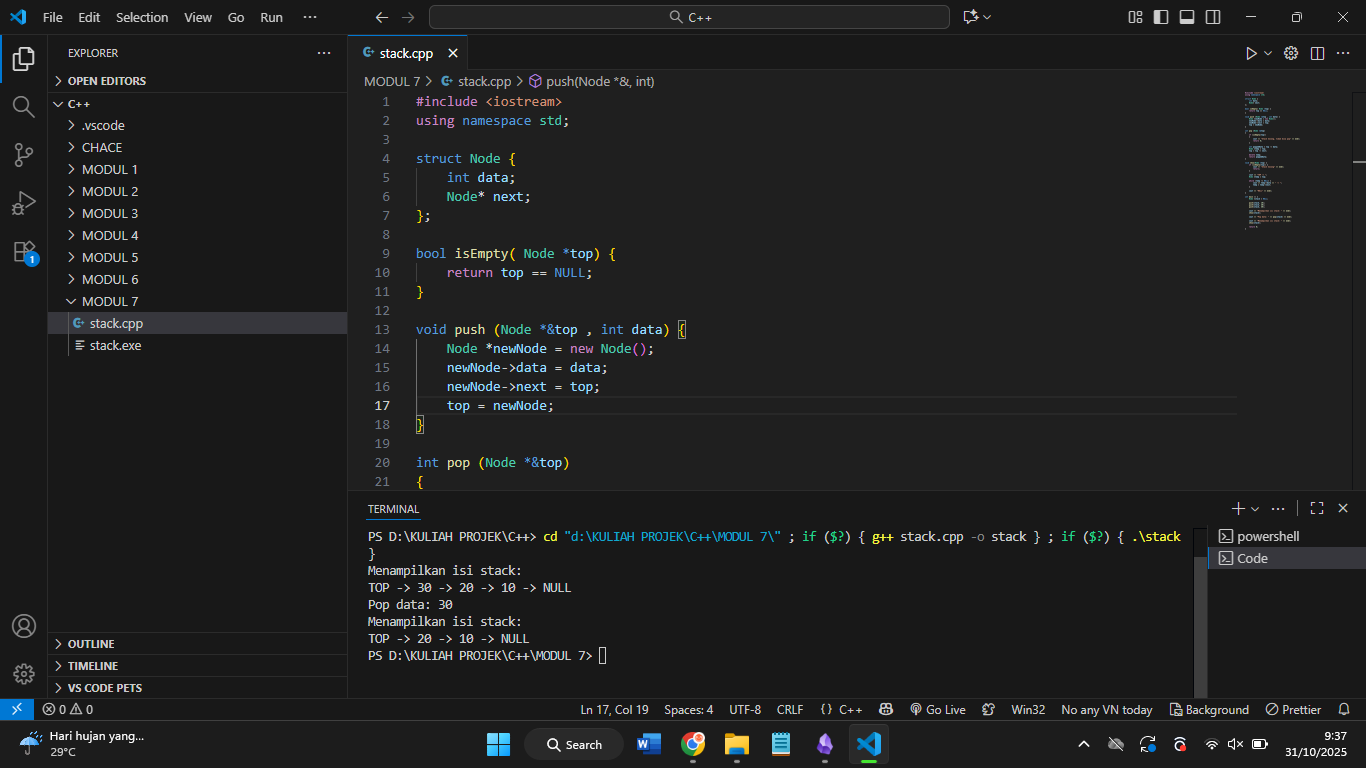 File Edit Selection View Go Run ··· C++
EXPLORER ···
OPEN EDITORS
C++
.vscode
CHACE
MODUL 1
MODUL 2
MODUL 3
MODUL 4
MODUL 5
MODUL 6
MODUL 7
stack.cpp
stack.exe
OUTLINE
TIMELINE
VS CODE PETS
1
stack.cpp
MODUL 7 > stack.cpp > push(Node *&, int)
1 #include <iostream>
2 using namespace std;
3
4 struct Node {
5 int data;
6 Node* next;
7 };
8
9 bool isEmpty( Node *top) {
10 return top == NULL;
11 }
12
13 void push (Node *&top , int data) {
14 Node *newNode = new Node();
15 newNode->data = data;
16 newNode->next = top;
17 top = newNode;
18 }
19
20 int pop (Node *&top)
21 {
TERMINAL
PS D:\KULIAH PROJEK\C++> cd "d:\KULIAH PROJEK\C++\MODUL 7\" ; if ($?) { g++ stack.cpp -o stack } ; if ($?) { .\stack
}
Menampilkan isi stack:
TOP -> 30 -> 20 -> 10 -> NULL
Pop data: 30
Menampilkan isi stack:
TOP -> 20 -> 10 -> NULL
PS D:\KULIAH PROJEK\C++\MODUL 7>
powershell
Code
0 0 Ln 17, Col 19 Spaces: 4 UTF-8 CRLF {} C++ Go Live Win32 No any VN today Background Prettier
Hari hujan yang...
29°C
Search
9:37
31/10/2025